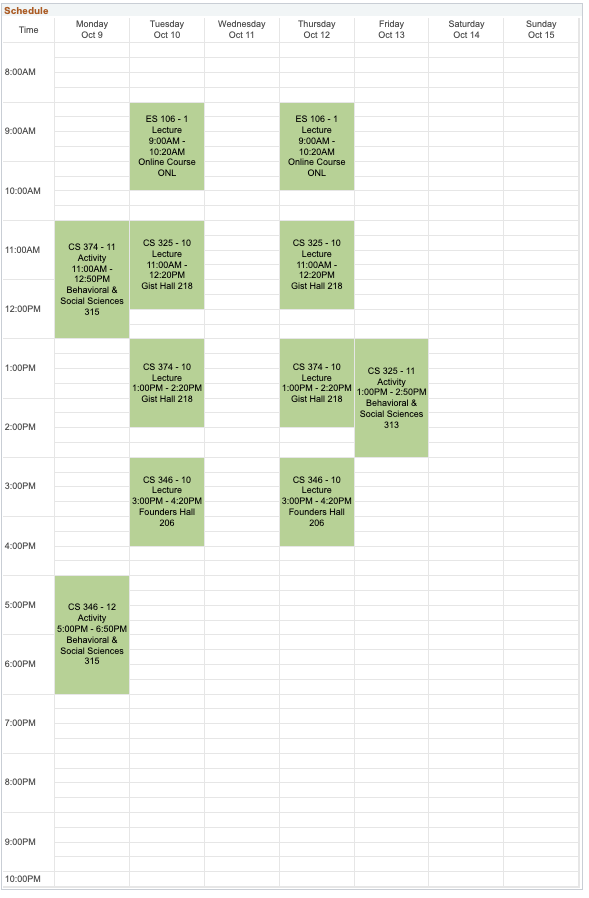 Schedule
Time
Monday
Oct 9
Tuesday
Oct 10
Wednesday
Oct 11
Thursday
Oct 12
Friday
Oct 13
Saturday
Oct 14
Sunday
Oct 15
8:00AM
9:00AM
ES 106 - 1
Lecture
9:00AM -
10:20AM
Online Course
ONL
ES 106 - 1
Lecture
9:00AM -
10:20AM
Online Course
ONL
10:00AM
11:00AM
CS 374 - 11
Activity
11:00AM -
12:50PM
Behavioral &
Social Sciences
315
CS 325 - 10
Lecture
11:00AM -
12:20PM
Gist Hall 218
CS 325 - 10
Lecture
11:00AM -
12:20PM
Gist Hall 218
12:00PM
1:00PM
CS 374 - 10
Lecture
1:00PM - 2:20PM
Gist Hall 218
CS 374 - 10
Lecture
1:00PM - 2:20PM
Gist Hall 218
CS 325 - 11
Activity
1:00PM - 2:50PM
Behavioral &
Social Sciences
313
2:00PM
3:00PM
CS 346 - 10
Lecture
3:00PM - 4:20PM
Founders Hall
206
CS 346 - 10
Lecture
3:00PM - 4:20PM
Founders Hall
206
4:00PM
5:00PM
CS 346 - 12
Activity
5:00PM - 6:50PM
Behavioral &
Social Sciences
315
6:00PM
7:00PM
8:00PM
9:00PM
10:00PM